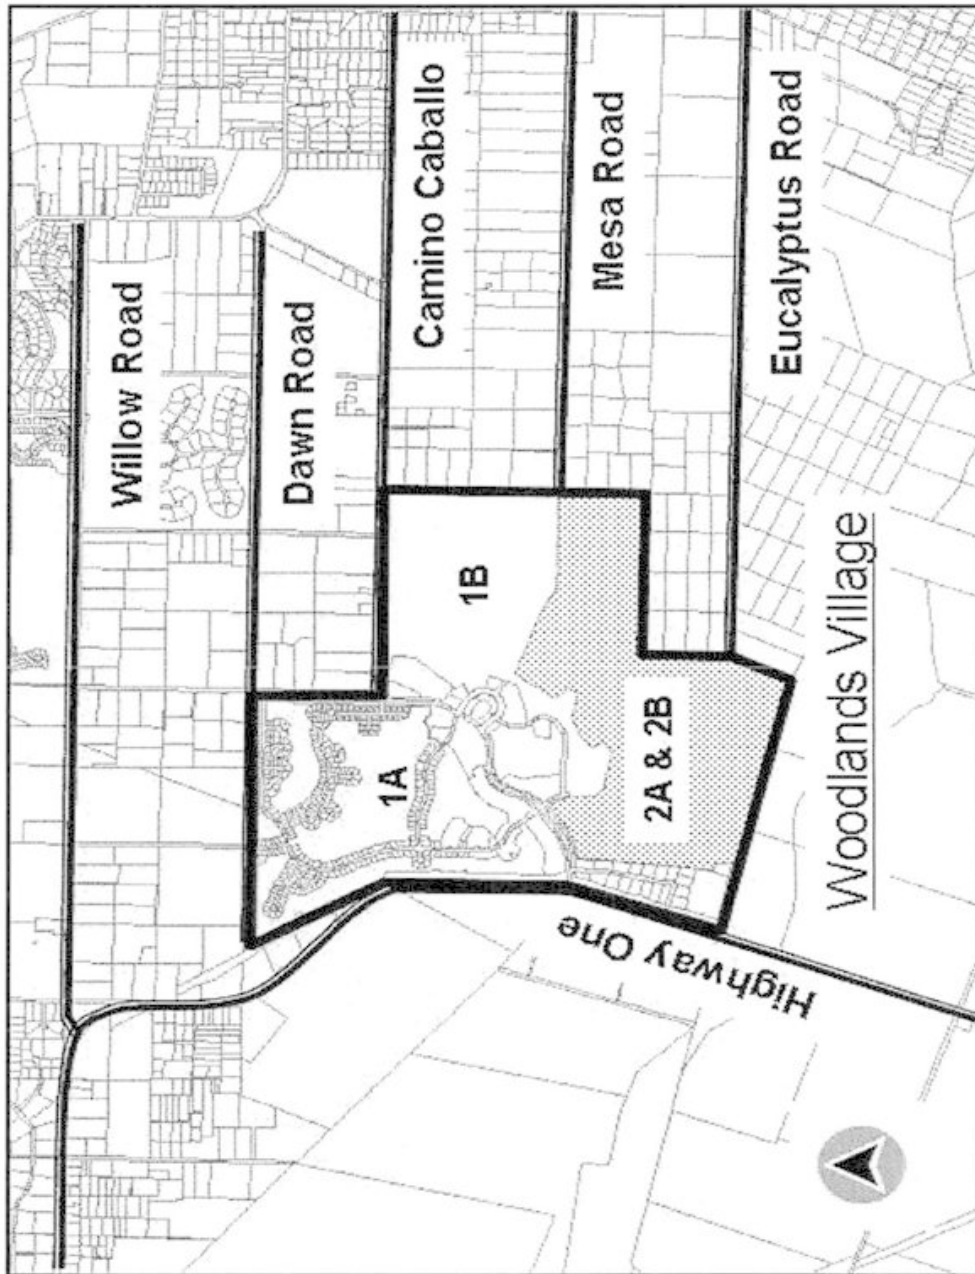 Willow Road
Dawn Road
Camino Caballo
Mesa Road
Eucalyptus Road
1B
1A
2A & 2B
Highway One
Woodlands Village